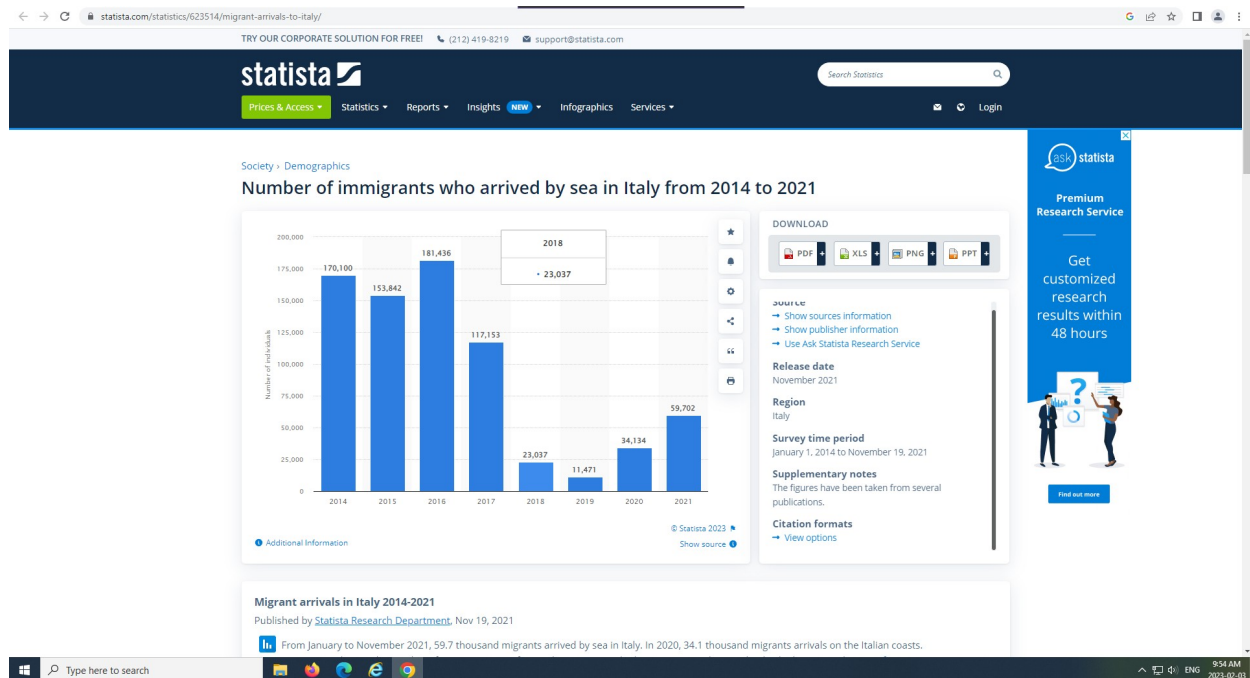 statista.com/statistics/623514/migrant-arrivals-to-italy/
TRY OUR CORPORATE SOLUTION FOR FREE! (212) 419-8219 support@statista.com
statista
Search Statistics
Prices & Access Statistics Reports Insights NEW Infographics Services Login
Society › Demographics
Number of immigrants who arrived by sea in Italy from 2014 to 2021
200,000
175,000
150,000
125,000
100,000
75,000
50,000
25,000
0
Number of individuals
170,100
153,842
181,436
117,153
23,037
11,471
34,134
59,702
2018
• 23,037
2014 2015 2016 2017 2018 2019 2020 2021
© Statista 2023
Additional Information
Show source
DOWNLOAD
PDF + XLS + PNG + PPT +
Source
→ Show sources information
→ Show publisher information
→ Use Ask Statista Research Service
Release date
November 2021
Region
Italy
Survey time period
January 1, 2014 to November 19, 2021
Supplementary notes
The figures have been taken from several
publications.
Citation formats
→ View options
ask statista
Premium
Research Service
Get
customized
research
results within
48 hours
?
Find out more
Migrant arrivals in Italy 2014-2021
Published by Statista Research Department, Nov 19, 2021
From January to November 2021, 59.7 thousand migrants arrived by sea in Italy. In 2020, 34.1 thousand migrants arrivals on the Italian coasts.
Type here to search
ENG
9:54 AM
2023-02-03